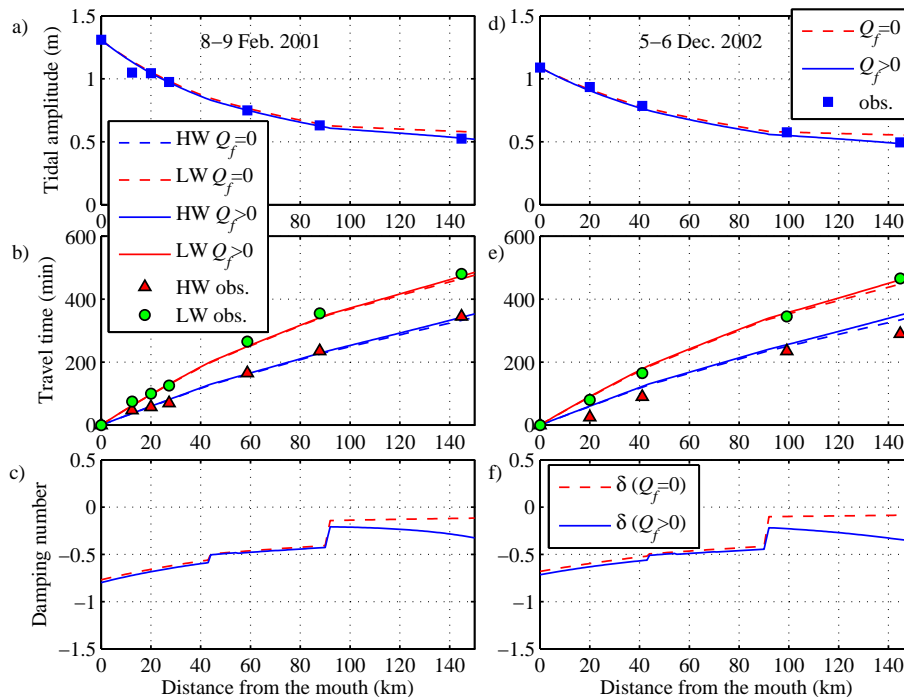 a)
Tidal amplitude (m)
1.5
1
0.5
0
8−9 Feb. 2001
0 20 40 60 80 100 120 140
HW Q_f=0
LW Q_f=0
HW Q_f>0
LW Q_f>0
HW obs.
LW obs.
b)
Travel time (min)
600
400
200
0
0 20 40 60 80 100 120 140
c)
Damping number
0.5
0
−0.5
−1
−1.5
0 20 40 60 80 100 120 140
Distance from the mouth (km)
d)
1.5
1
0.5
0
5−6 Dec. 2002
Q_f=0
Q_f>0
obs.
0 20 40 60 80 100 120 140
e)
600
400
200
0
0 20 40 60 80 100 120 140
f)
0.5
0
−0.5
−1
−1.5
δ (Q_f=0)
δ (Q_f>0)
0 20 40 60 80 100 120 140
Distance from the mouth (km)